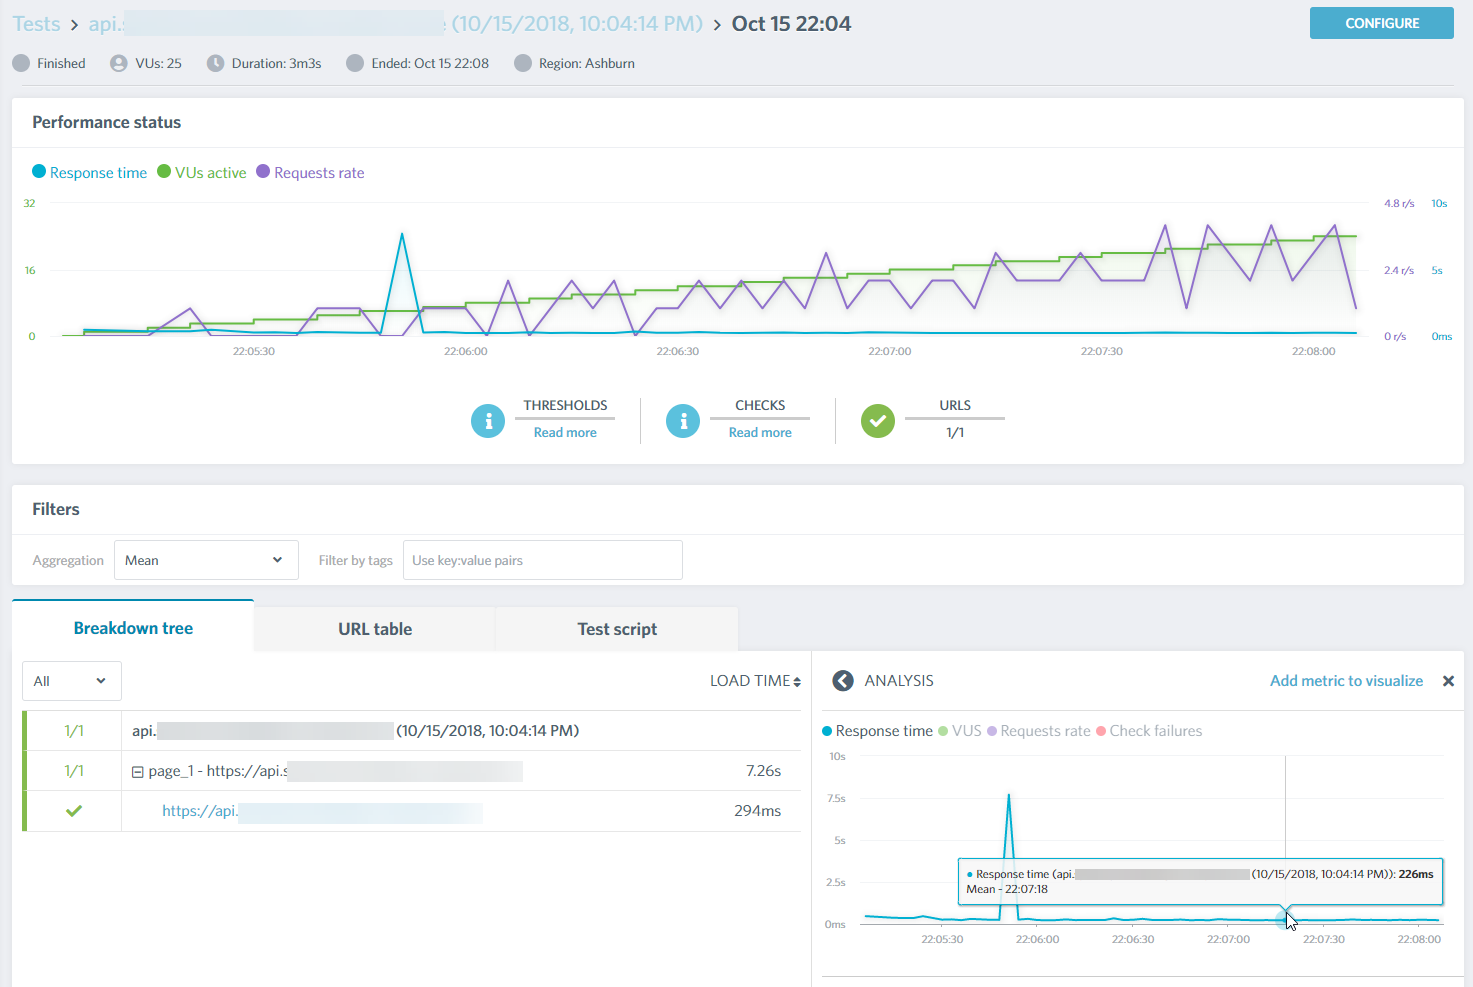 Tests > api.s (10/15/2018, 10:04:14 PM) > Oct 15 22:04
CONFIGURE
Finished VUs: 25 Duration: 3m3s Ended: Oct 15 22:08 Region: Ashburn
Performance status
Response time VUs active Requests rate
32 4.8 r/s 10s
16 2.4 r/s 5s
0 0 r/s 0ms
22:05:30 22:06:00 22:06:30 22:07:00 22:07:30 22:08:00
THRESHOLDS CHECKS URLS
Read more Read more 1/1
Filters
Aggregation Mean Filter by tags Use key:value pairs
Breakdown tree URL table Test script
All LOAD TIME
1/1 api. (10/15/2018, 10:04:14 PM)
1/1 page_1 - https://api.s 7.26s
https://api. 294ms
ANALYSIS Add metric to visualize
Response time VUS Requests rate Check failures
10s
7.5s
5s
2.5s
0ms
Response time (api. (10/15/2018, 10:04:14 PM)): 226ms
Mean - 22:07:18
22:05:30 22:06:00 22:06:30 22:07:00 22:07:30 22:08:00